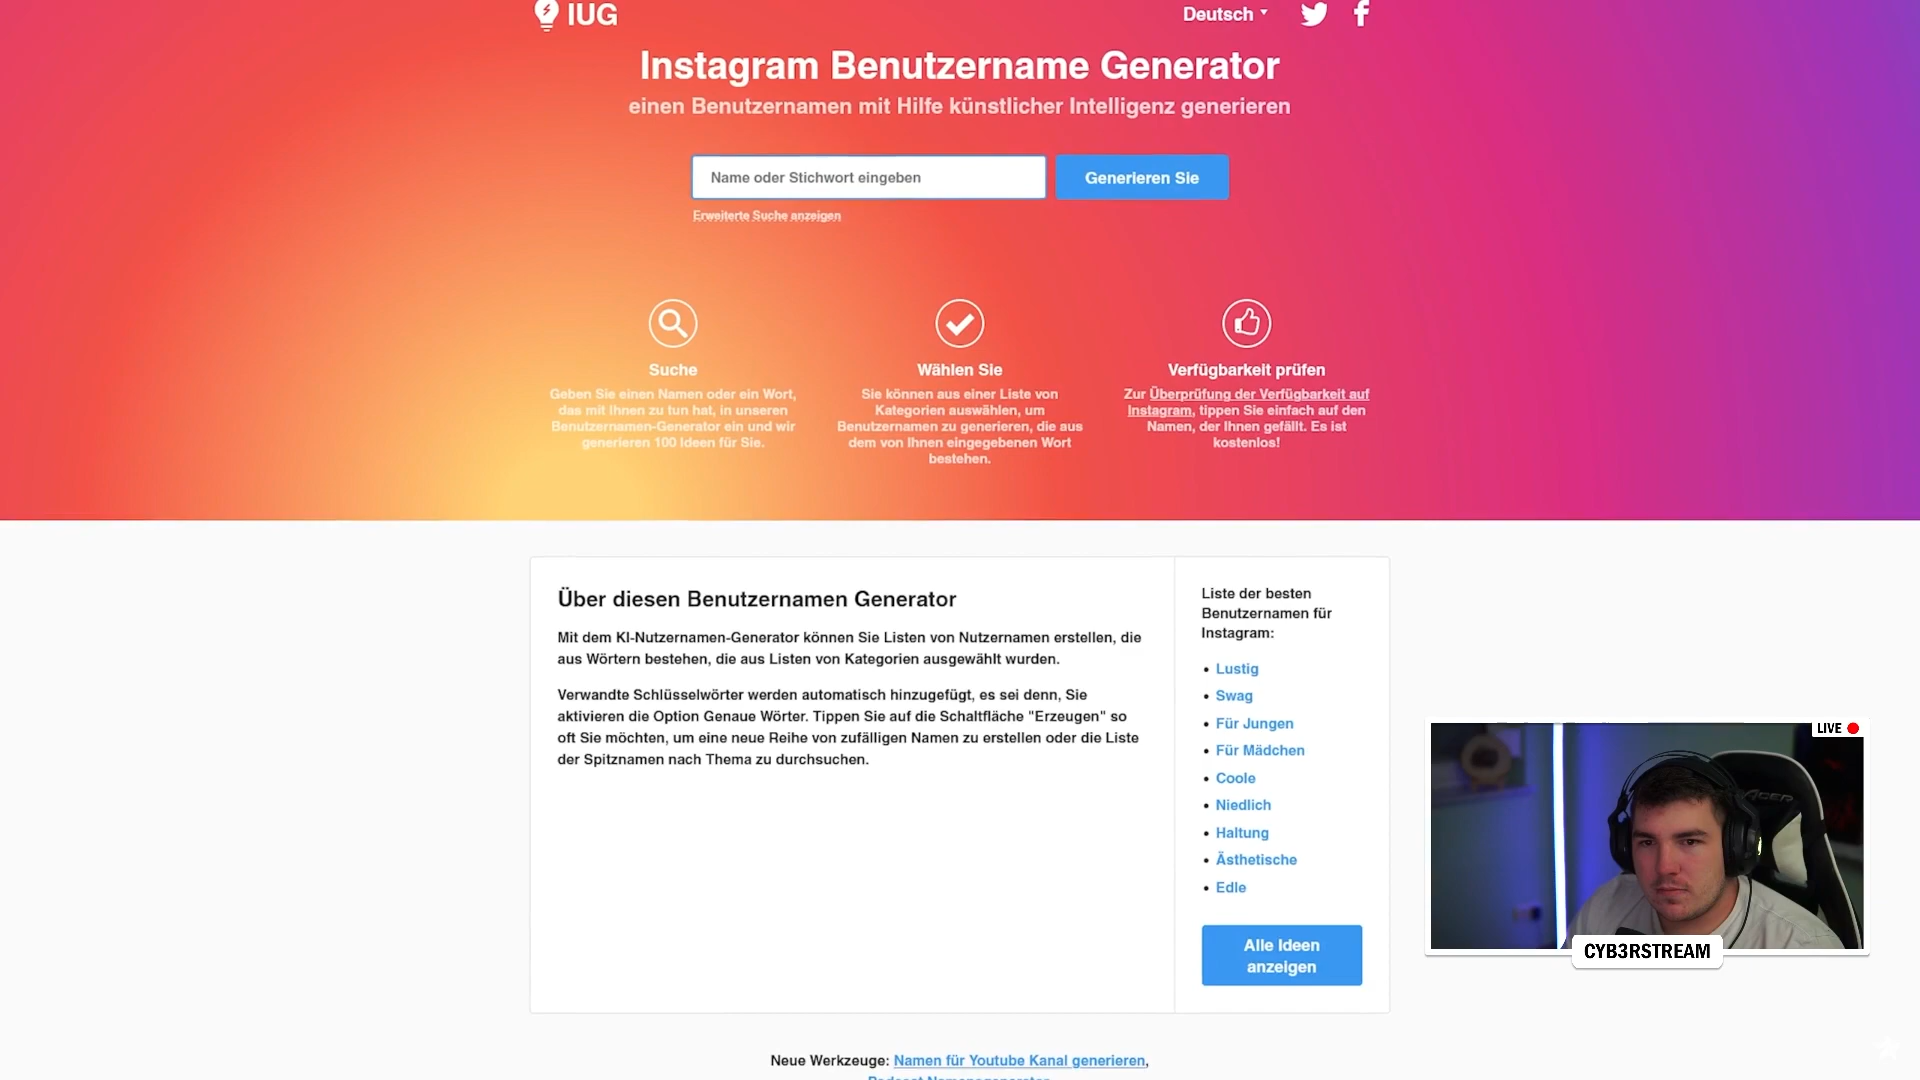 IUG
Deutsch
Instagram Benutzername Generator
einen Benutzernamen mit Hilfe künstlicher Intelligenz generieren
Name oder Stichwort eingeben
Generieren Sie
Erweiterte Suche anzeigen
Suche
Geben Sie einen Namen oder ein Wort,
das mit Ihnen zu tun hat, in unseren
Benutzernamen-Generator ein und wir
generieren 100 Ideen für Sie.
Wählen Sie
Sie können aus einer Liste von
Kategorien auswählen, um
Benutzernamen zu generieren, die aus
dem von Ihnen eingegebenen Wort
bestehen.
Verfügbarkeit prüfen
Zur Überprüfung der Verfügbarkeit auf
Instagram, tippen Sie einfach auf den
Namen, der Ihnen gefällt. Es ist
kostenlos!
Über diesen Benutzernamen Generator
Mit dem KI-Nutzernamen-Generator können Sie Listen von Nutzernamen erstellen, die
aus Wörtern bestehen, die aus Listen von Kategorien ausgewählt wurden.
Verwandte Schlüsselwörter werden automatisch hinzugefügt, es sei denn, Sie
aktivieren die Option Genaue Wörter. Tippen Sie auf die Schaltfläche "Erzeugen" so
oft Sie möchten, um eine neue Reihe von zufälligen Namen zu erstellen oder die Liste
der Spitznamen nach Thema zu durchsuchen.
Liste der besten
Benutzernamen für
Instagram:
• Lustig
• Swag
• Für Jungen
• Für Mädchen
• Coole
• Niedlich
• Haltung
• Ästhetische
• Edle
Alle Ideen
anzeigen
LIVE
ACER
CYB3RSTREAM
Neue Werkzeuge: Namen für Youtube Kanal generieren,